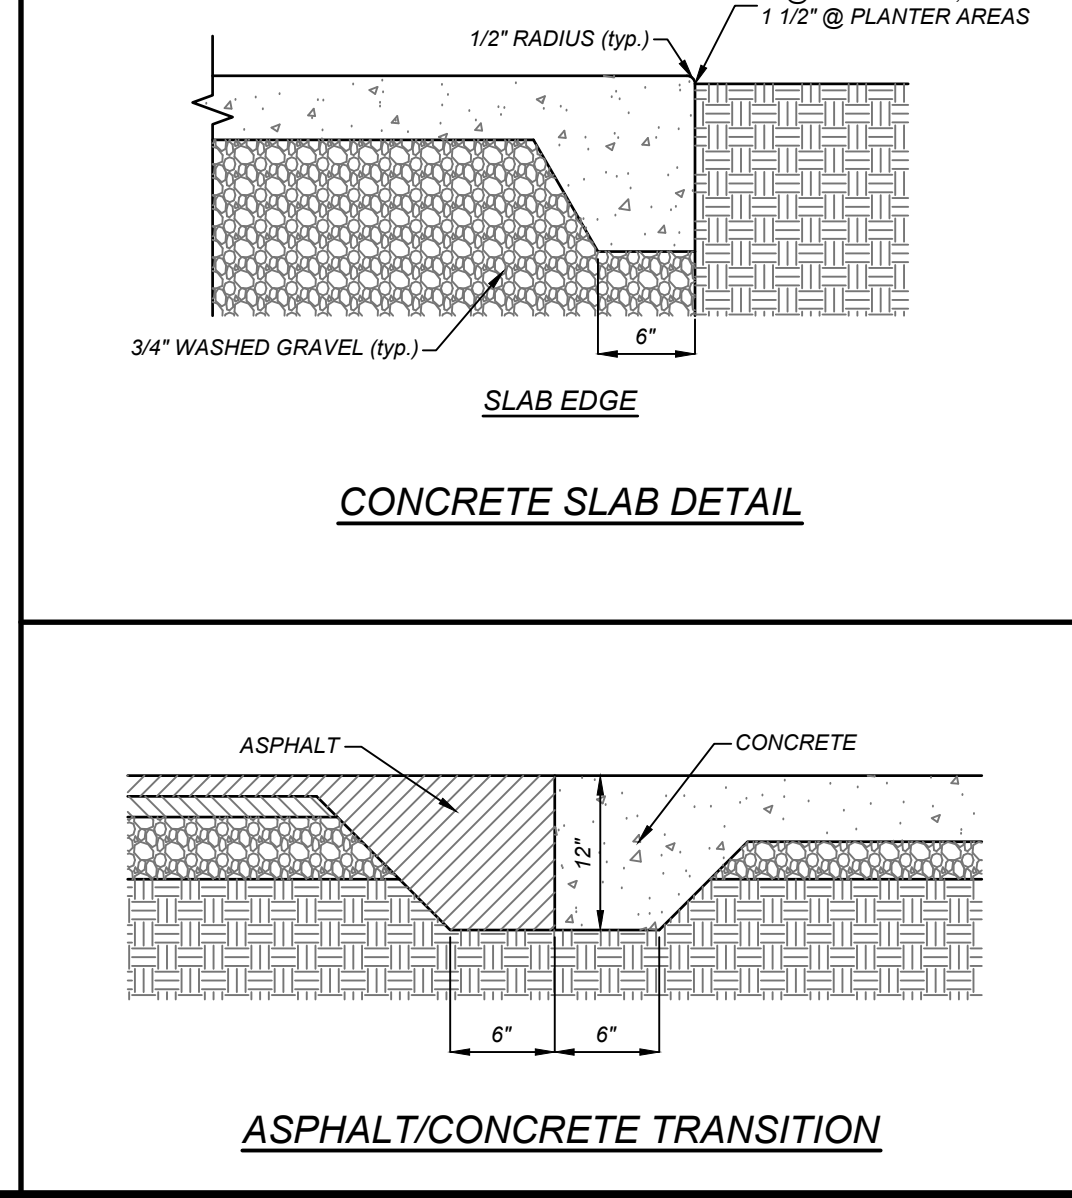 1 1/2" @ PLANTER AREAS
1/2" RADIUS (typ.)
3/4" WASHED GRAVEL (typ.)
6"
SLAB EDGE
CONCRETE SLAB DETAIL
ASPHALT
CONCRETE
12"
6"
6"
ASPHALT/CONCRETE TRANSITION